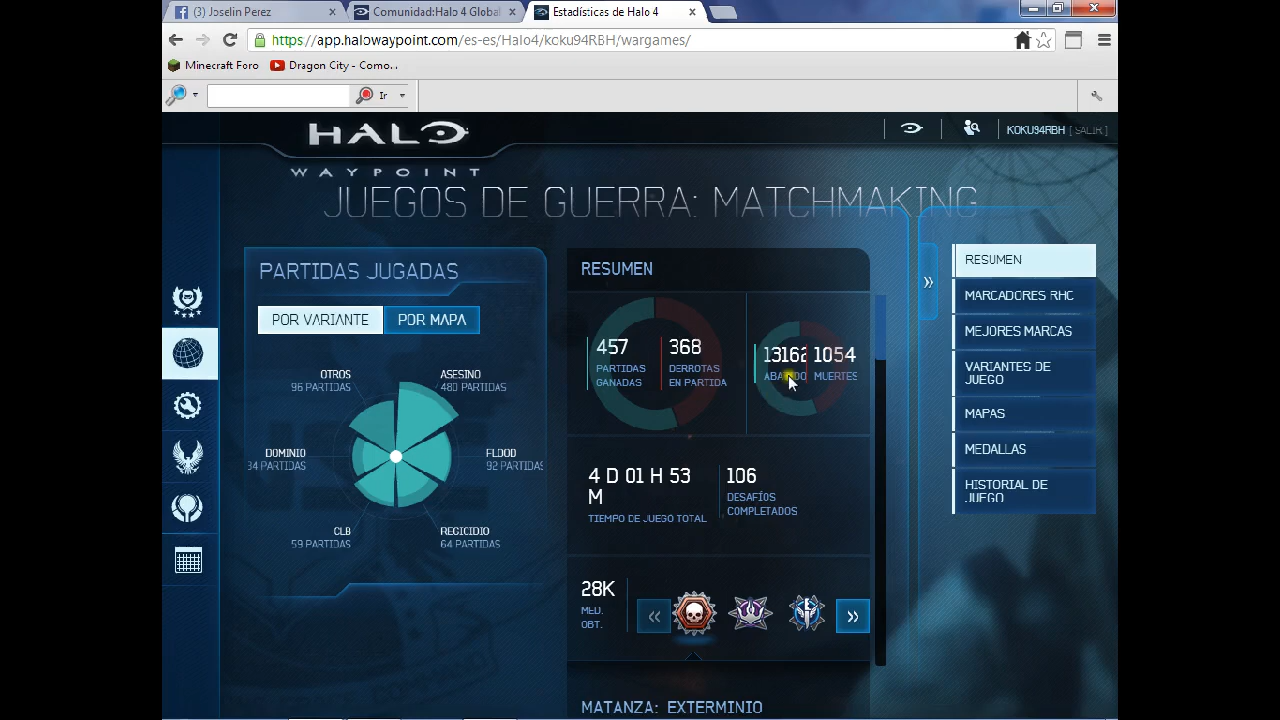 (3) Joselin Perez
Comunidad:Halo 4 Global
Estadísticas de Halo 4
https://app.halowaypoint.com/es-es/Halo4/koku94RBH/wargames/
Minecraft Foro
Dragon City - Como...
Ir
HALO
WAYPOINT
KOKU94RBH [ SALIR ]
JUEGOS DE GUERRA: MATCHMAKING
PARTIDAS JUGADAS
POR VARIANTE
POR MAPA
OTROS
96 PARTIDAS
ASESINO
480 PARTIDAS
DOMINIO
34 PARTIDAS
FLOOD
92 PARTIDAS
CLB
59 PARTIDAS
REGICIDIO
64 PARTIDAS
RESUMEN
457
PARTIDAS
GANADAS
368
DERROTAS
EN PARTIDA
13162
1054
MUERTES
4 D 01 H 53
M
TIEMPO DE JUEGO TOTAL
106
DESAFÍOS
COMPLETADOS
28K
MED.
OBT.
MATANZA: EXTERMINIO
RESUMEN
MARCADORES RHC
MEJORES MARCAS
VARIANTES DE
JUEGO
MAPAS
MEDALLAS
HISTORIAL DE
JUEGO